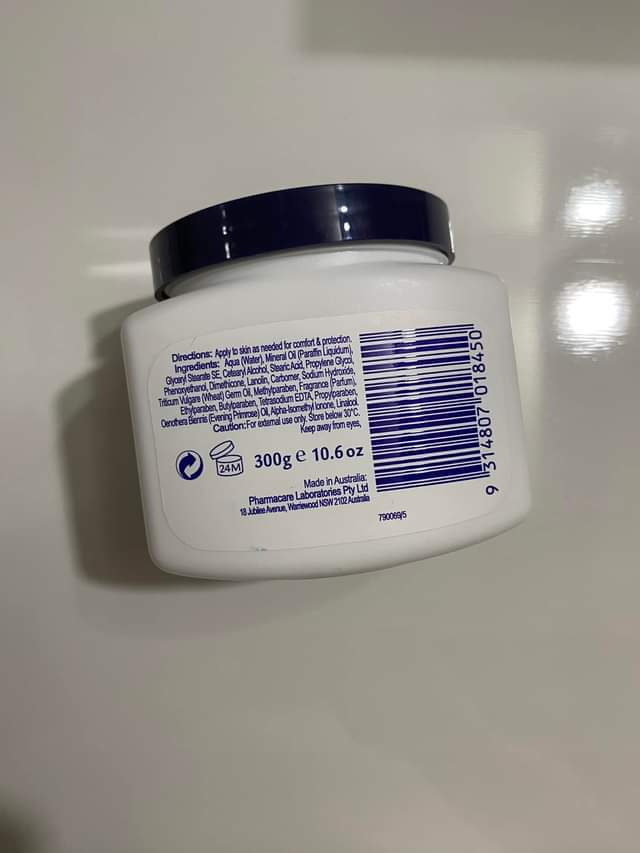 Directions: Apply to skin as needed for comfort & protection.
Ingredients: Aqua (Water), Mineral Oil (Paraffin Liquidum),
Glyceryl Stearate SE, Cetearyl Alcohol, Stearic Acid, Propylene Glycol,
Phenoxyethanol, Dimethicone, Lanolin, Carbomer, Sodium Hydroxide,
Triticum Vulgare (Wheat) Germ Oil, Methylparaben, Fragrance (Parfum),
Ethylparaben, Butylparaben, Tetrasodium EDTA, Propylparaben,
Oenothera Biennis (Evening Primrose) Oil, Alpha-Isomethyl Ionone, Linalool.
Caution: For external use only. Store below 30°C.
Keep away from eyes.
24M
300g e 10.6 oz
Made in Australia:
Pharmacare Laboratories Pty Ltd
18 Jubilee Avenue, Warriewood NSW 2102 Australia
790069/5
9 314807 018450